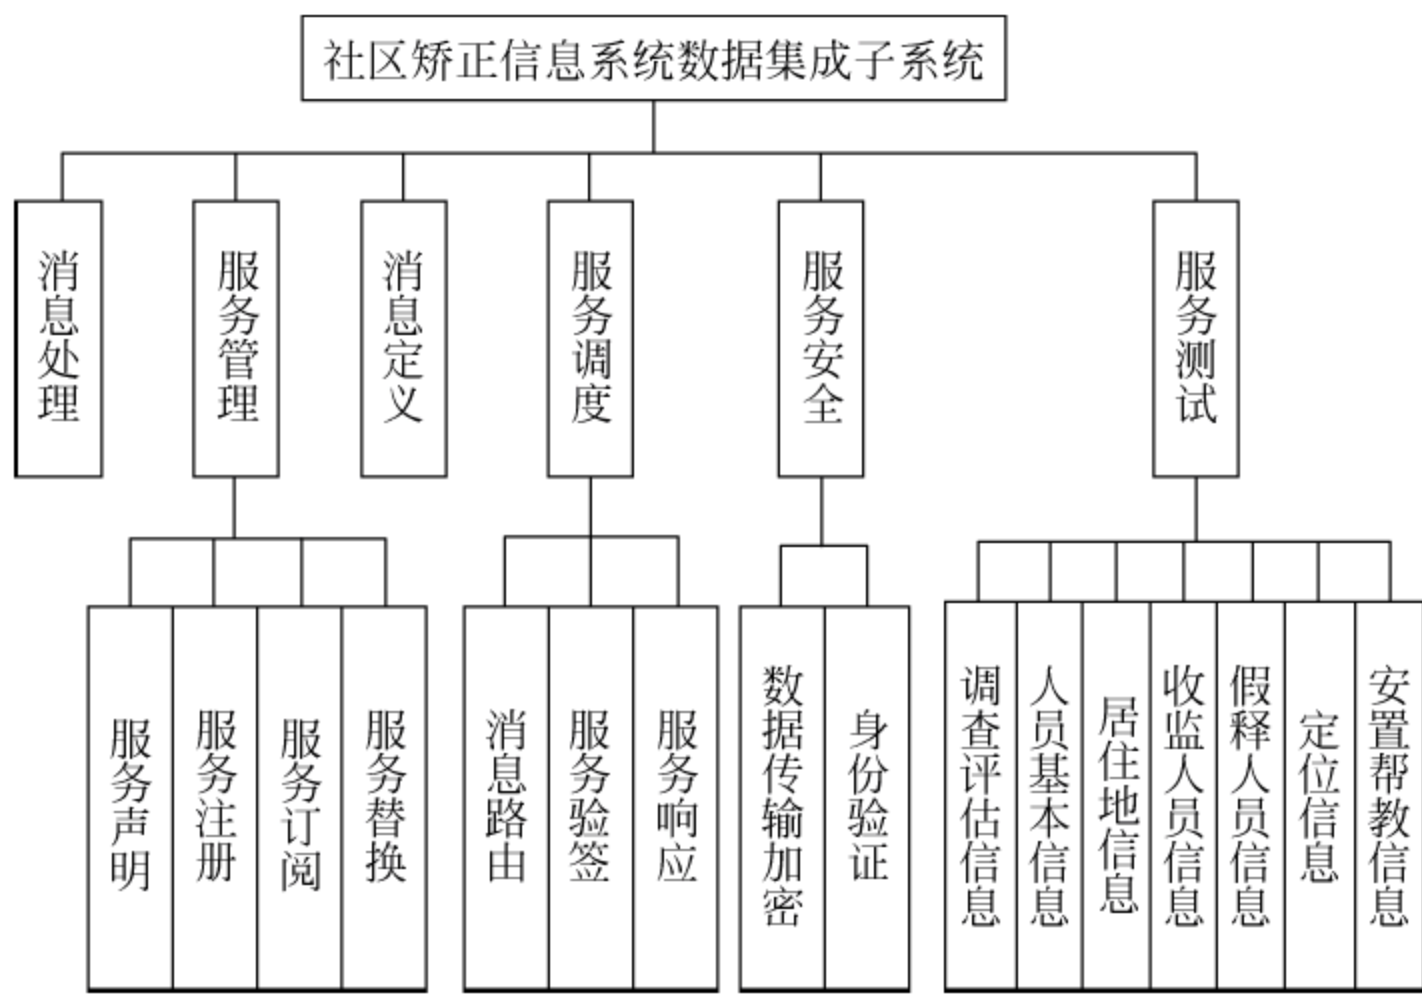 社区矫正信息系统数据集成子系统
消息处理
服务管理
消息定义
服务调度
服务安全
服务测试
服务声明
服务注册
服务订阅
服务替换
消息路由
服务验签
服务响应
数据传输加密
身份验证
调查评估信息
人员基本信息
居住地信息
收监人员信息
假释人员信息
定位信息
安置帮教信息